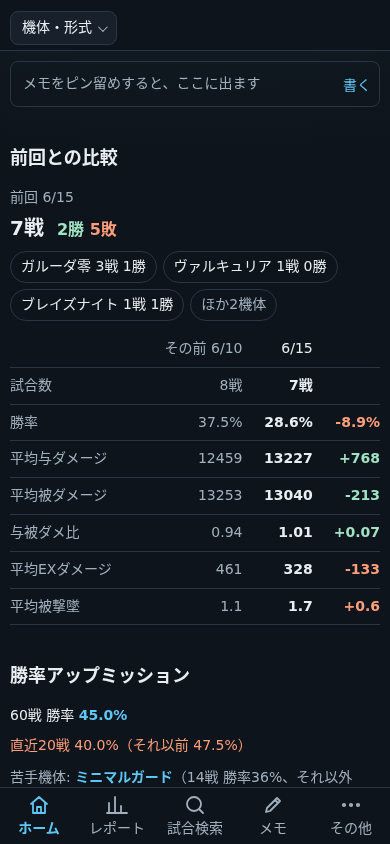 機体・形式
メモをピン留めすると、ここに出ます 書く
前回との比較
前回 6/15
7戦 2勝 5敗
ガルーダ零 3戦 1勝 ヴァルキュリア 1戦 0勝
ブレイズナイト 1戦 1勝 ほか2機体
その前 6/10 6/15
試合数 8戦 7戦
勝率 37.5% 28.6% -8.9%
平均与ダメージ 12459 13227 +768
平均被ダメージ 13253 13040 -213
与被ダメ比 0.94 1.01 +0.07
平均EXダメージ 461 328 -133
平均被撃墜 1.1 1.7 +0.6
勝率アップミッション
60戦 勝率 45.0%
直近20戦 40.0%（それ以前 47.5%）
苦手機体: ミニマルガード（14戦 勝率36%、それ以外
ホーム レポート 試合検索 メモ その他